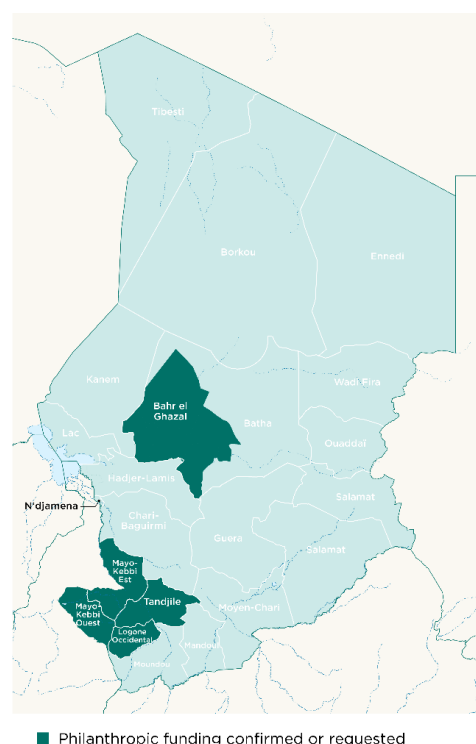 Tibesti
Borkou
Ennedi
Kanem
Wadi Fira
Bahr el
Ghazal
Batha
Lac
Ouaddaï
Hadjer-Lamis
Salamat
N'djamena
Chari-
Baguirmi
Guera
Salamat
Mayo-
Kebbi
Est
Tandjile
Mayo-
Kebbi
Ouest
Moyen-Chari
Logone
Occidental
Mandoul
Moundou
Philanthropic funding confirmed or requested